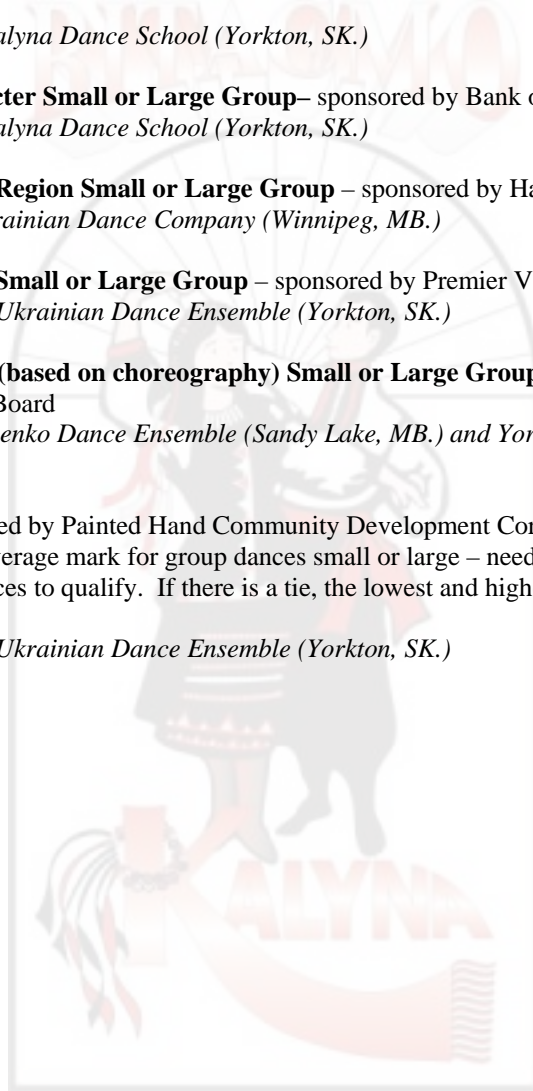 ВІТАЄМО
alyna Dance School (Yorkton, SK.)
cter Small or Large Group– sponsored by Bank o
alyna Dance School (Yorkton, SK.)
Region Small or Large Group – sponsored by Ha
rainian Dance Company (Winnipeg, MB.)
Small or Large Group – sponsored by Premier V
Ukrainian Dance Ensemble (Yorkton, SK.)
(based on choreography) Small or Large Group
Board
enko Dance Ensemble (Sandy Lake, MB.) and Yor
ed by Painted Hand Community Development Cor
verage mark for group dances small or large – need
ces to qualify.  If there is a tie, the lowest and high
Ukrainian Dance Ensemble (Yorkton, SK.)
KALYNA